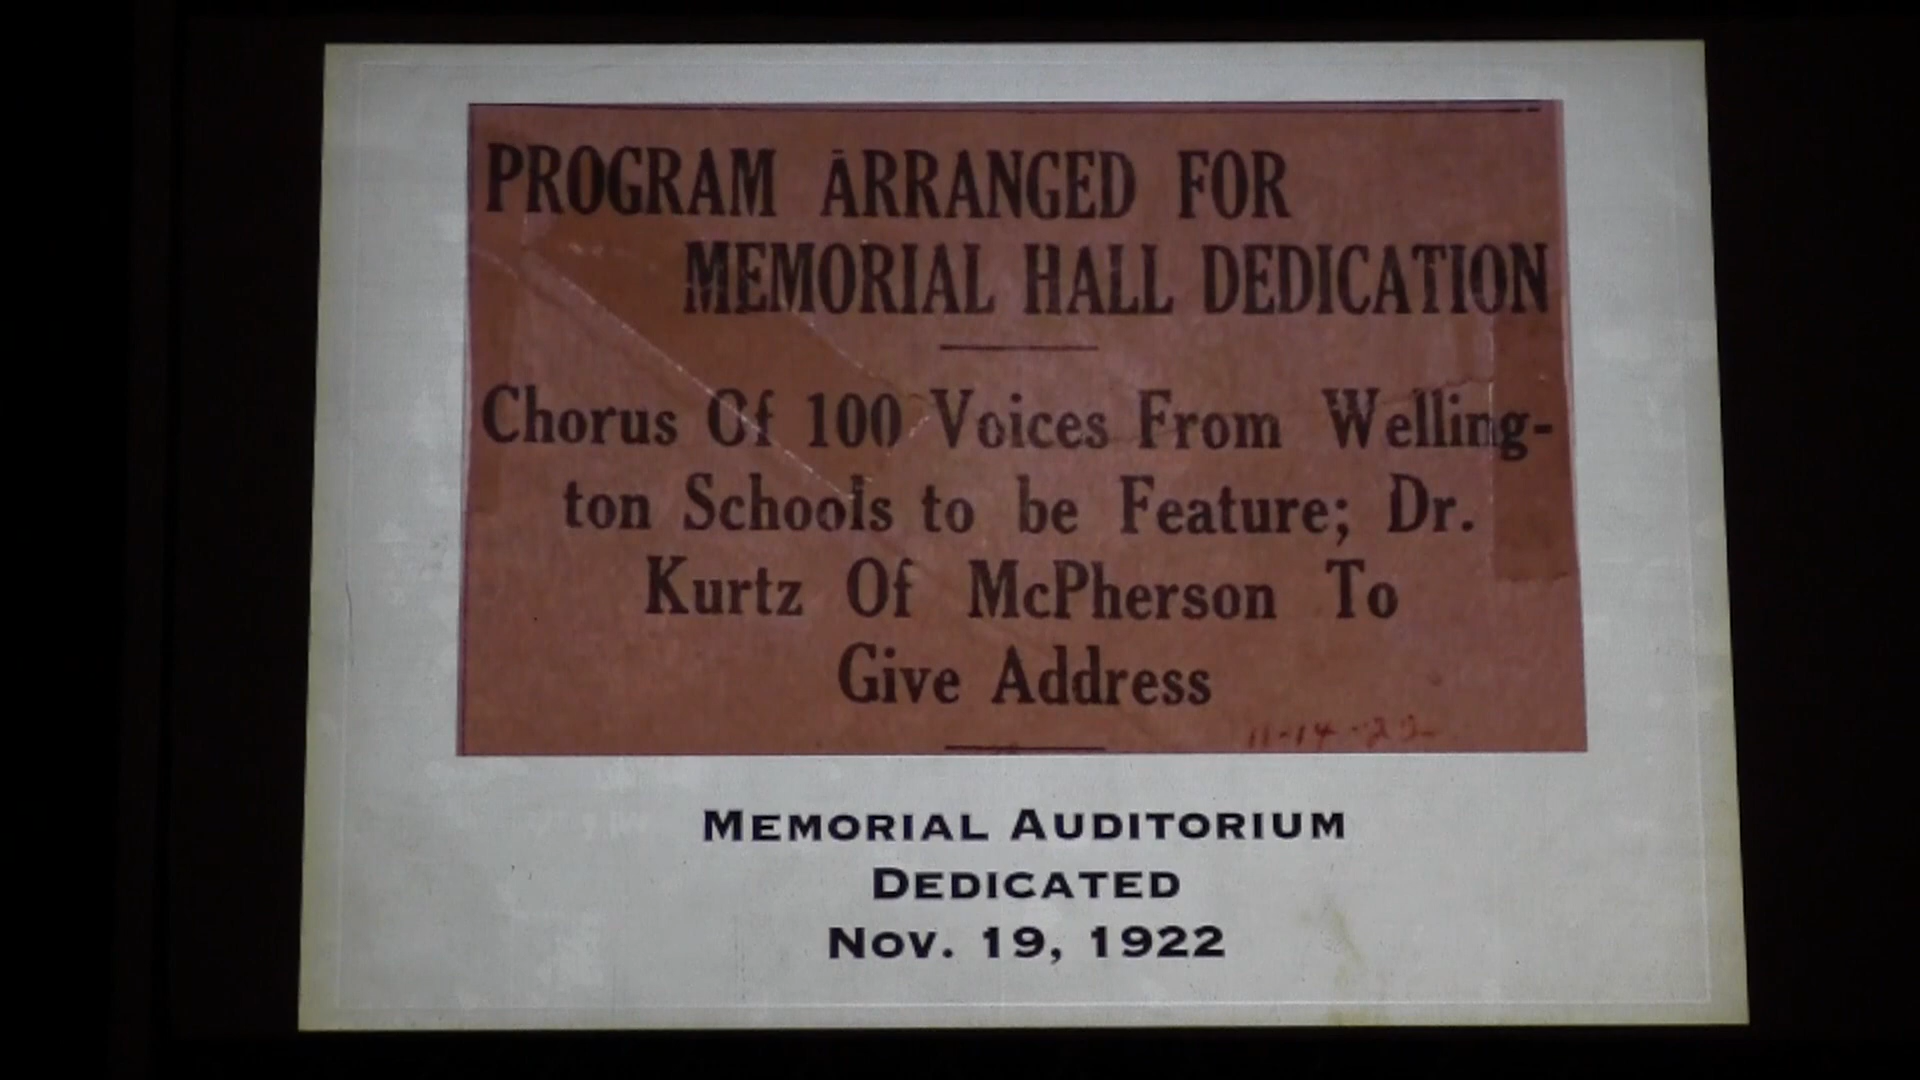 PROGRAM ARRANGED FOR
MEMORIAL HALL DEDICATION
Chorus Of 100 Voices From Welling-
ton Schools to be Feature; Dr.
Kurtz Of McPherson To
Give Address
11-14-22
MEMORIAL AUDITORIUM
DEDICATED
NOV. 19, 1922